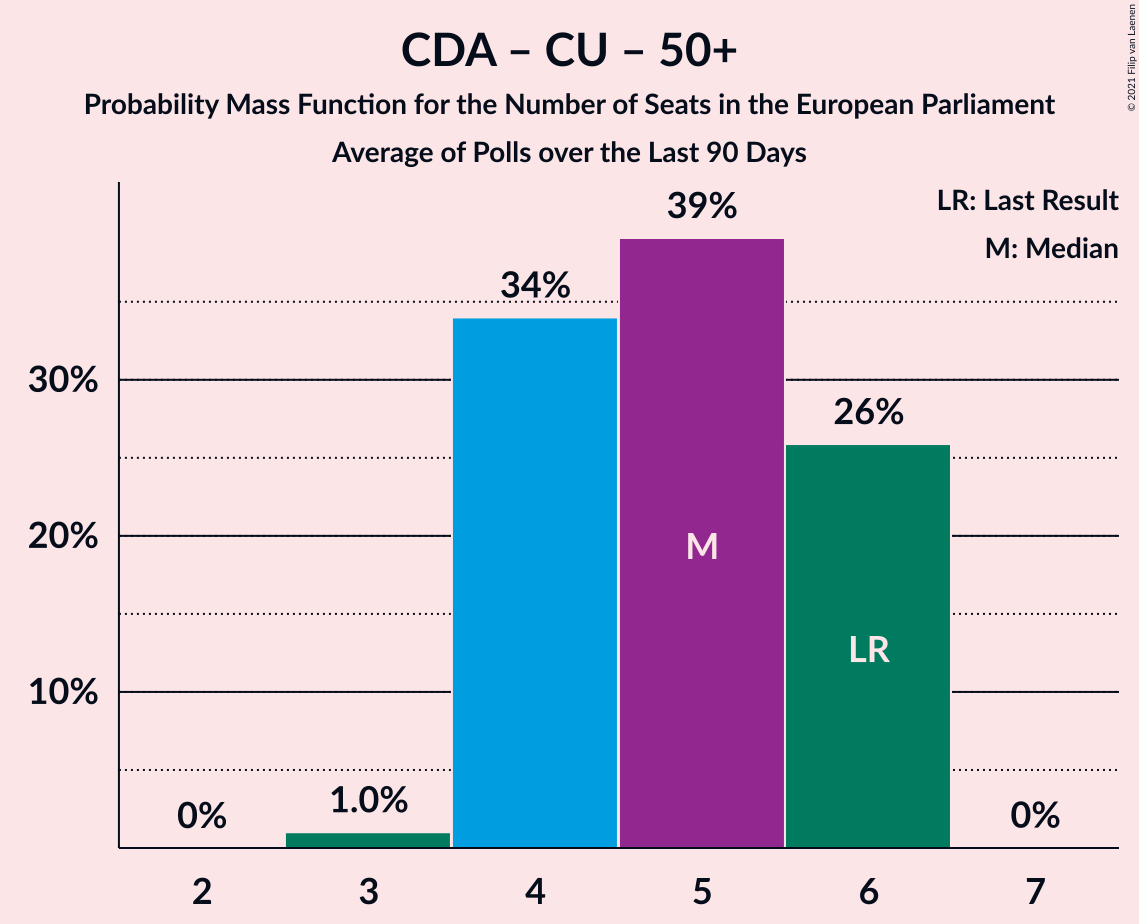 CDA – CU – 50+
Probability Mass Function for the Number of Seats in the European Parliament
Average of Polls over the Last 90 Days
© 2021 Filip van Laenen
LR: Last Result
M: Median
39%
34%
30%
26%
20%
M
LR
10%
0%
1.0%
0%
2
3
4
5
6
7